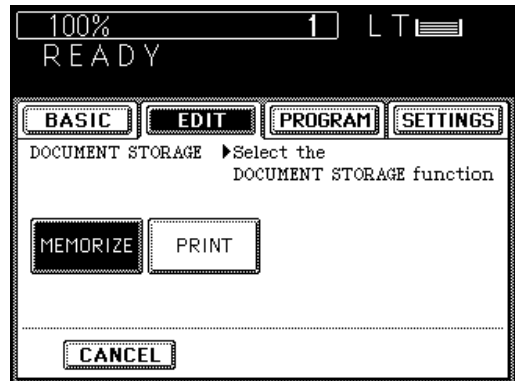 100% 1 LT
READY
BASIC EDIT PROGRAM SETTINGS
DOCUMENT STORAGE ▶Select the
DOCUMENT STORAGE function
MEMORIZE PRINT
CANCEL